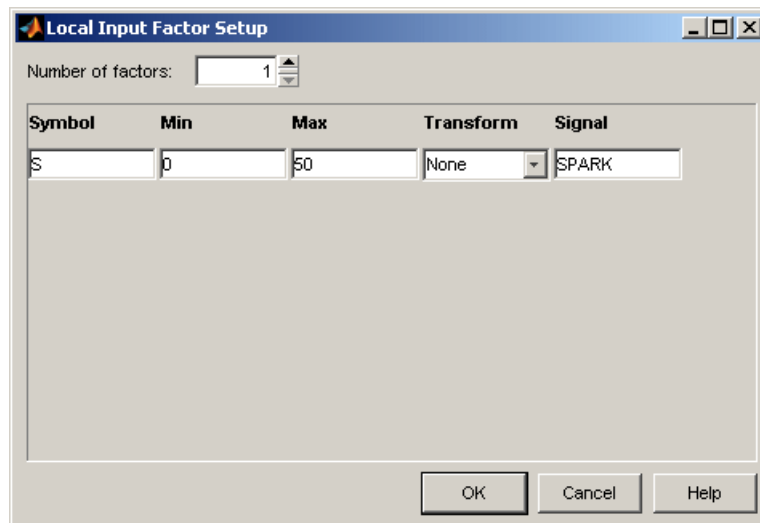 Local Input Factor Setup
Number of factors: 1
Symbol Min Max Transform Signal
S 0 50 None SPARK
OK Cancel Help